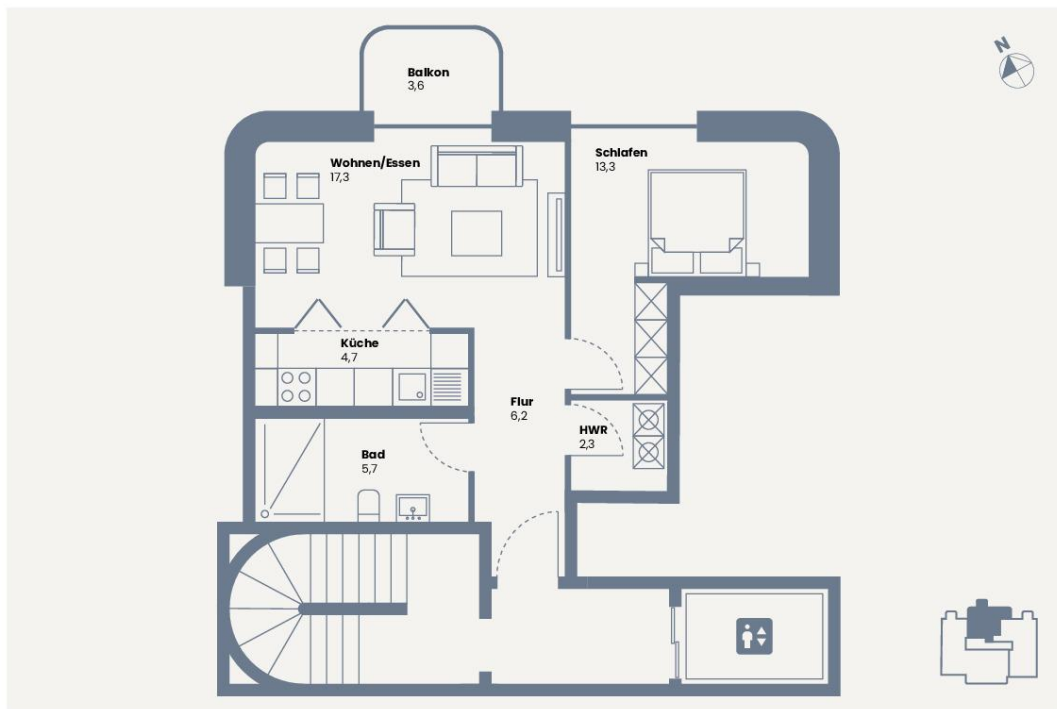 N
Balkon
3,6
Wohnen/Essen
17,3
Schlafen
13,3
Küche
4,7
Flur
6,2
HWR
2,3
Bad
5,7